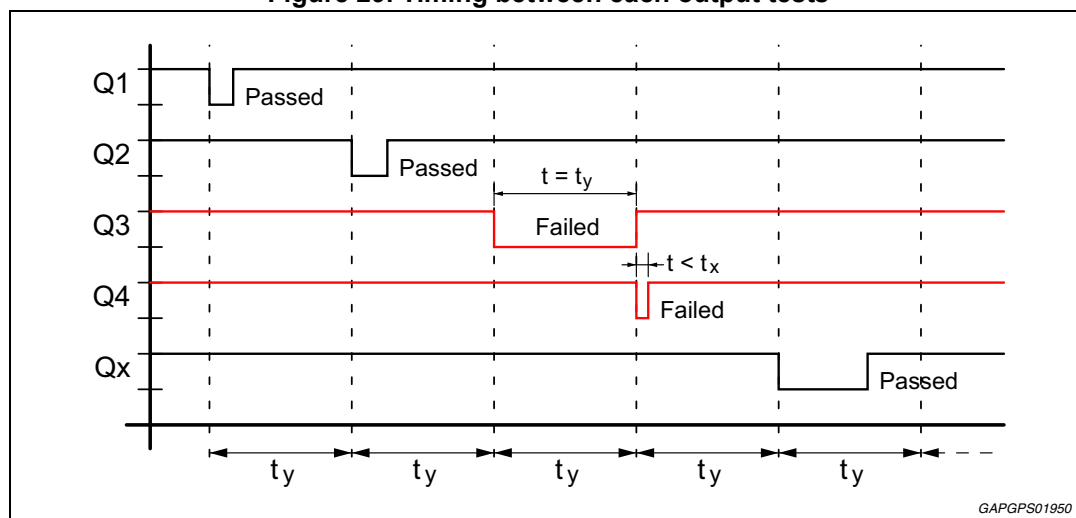 Figure 20. Timing between each output tests
Q1
Passed
Q2
Passed
t = ty
Q3
Failed
t < tx
Q4
Failed
Qx
Passed
ty ty ty ty ty
GAPGPS01950